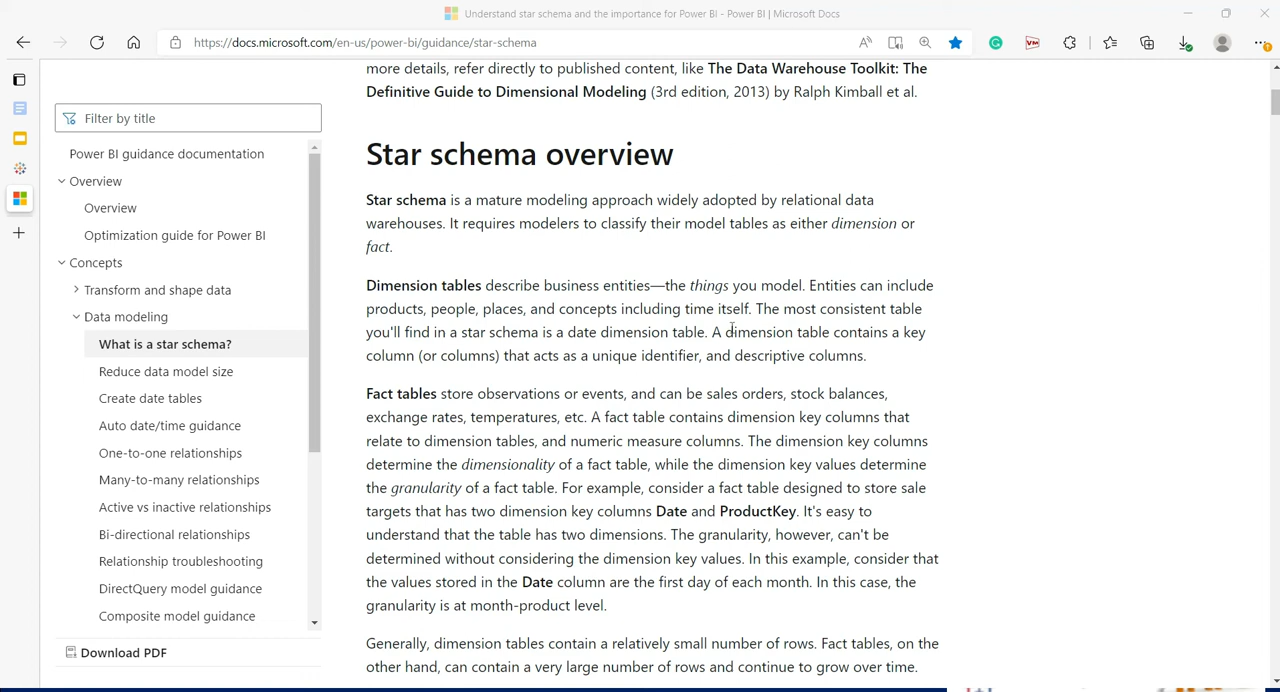 Understand star schema and the importance for Power BI - Power BI | Microsoft Docs
https://docs.microsoft.com/en-us/power-bi/guidance/star-schema
VM
Filter by title
Power BI guidance documentation
Overview
Overview
Optimization guide for Power BI
Concepts
Transform and shape data
Data modeling
What is a star schema?
Reduce data model size
Create date tables
Auto date/time guidance
One-to-one relationships
Many-to-many relationships
Active vs inactive relationships
Bi-directional relationships
Relationship troubleshooting
DirectQuery model guidance
Composite model guidance
Download PDF
more details, refer directly to published content, like The Data Warehouse Toolkit: The
Definitive Guide to Dimensional Modeling (3rd edition, 2013) by Ralph Kimball et al.
Star schema overview
Star schema is a mature modeling approach widely adopted by relational data
warehouses. It requires modelers to classify their model tables as either dimension or
fact.
Dimension tables describe business entities—the things you model. Entities can include
products, people, places, and concepts including time itself. The most consistent table
you'll find in a star schema is a date dimension table. A dimension table contains a key
column (or columns) that acts as a unique identifier, and descriptive columns.
Fact tables store observations or events, and can be sales orders, stock balances,
exchange rates, temperatures, etc. A fact table contains dimension key columns that
relate to dimension tables, and numeric measure columns. The dimension key columns
determine the dimensionality of a fact table, while the dimension key values determine
the granularity of a fact table. For example, consider a fact table designed to store sale
targets that has two dimension key columns Date and ProductKey. It's easy to
understand that the table has two dimensions. The granularity, however, can't be
determined without considering the dimension key values. In this example, consider that
the values stored in the Date column are the first day of each month. In this case, the
granularity is at month-product level.
Generally, dimension tables contain a relatively small number of rows. Fact tables, on the
other hand, can contain a very large number of rows and continue to grow over time.